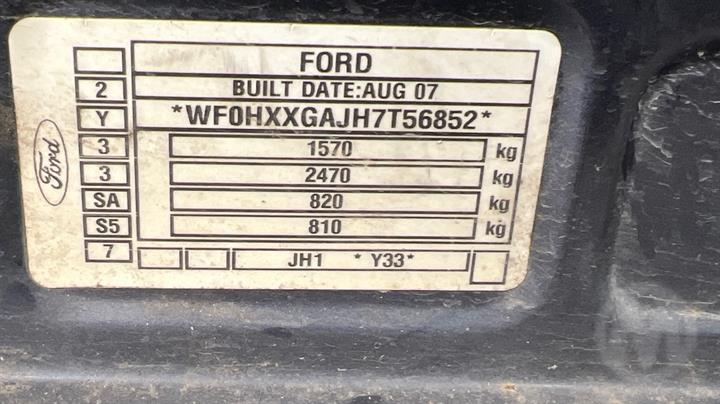 FORD
2 BUILT DATE:AUG 07
Y *WF0HXXGAJH7T56852*
3 1570 kg
3 2470 kg
SA 820 kg
S5 810 kg
7 JH1 * Y33*
Ford